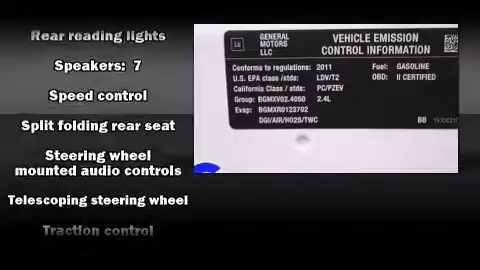 Rear reading lights
Speakers: 7
Speed control
Split folding rear seat
Steering wheel
mounted audio controls
Telescoping steering wheel
Traction control
GM
GENERAL
MOTORS
LLC
VEHICLE EMISSION
CONTROL INFORMATION
Conforms to regulations: 2011 Fuel: GASOLINE
U.S. EPA class /stds: LDV/T2 OBD: II CERTIFIED
California Class /stds: PC/PZEV
Group: BGMXV02.4050 2.4L
Evap: BGMXR0123702
DGI/AIR/HO2S/TWC BB